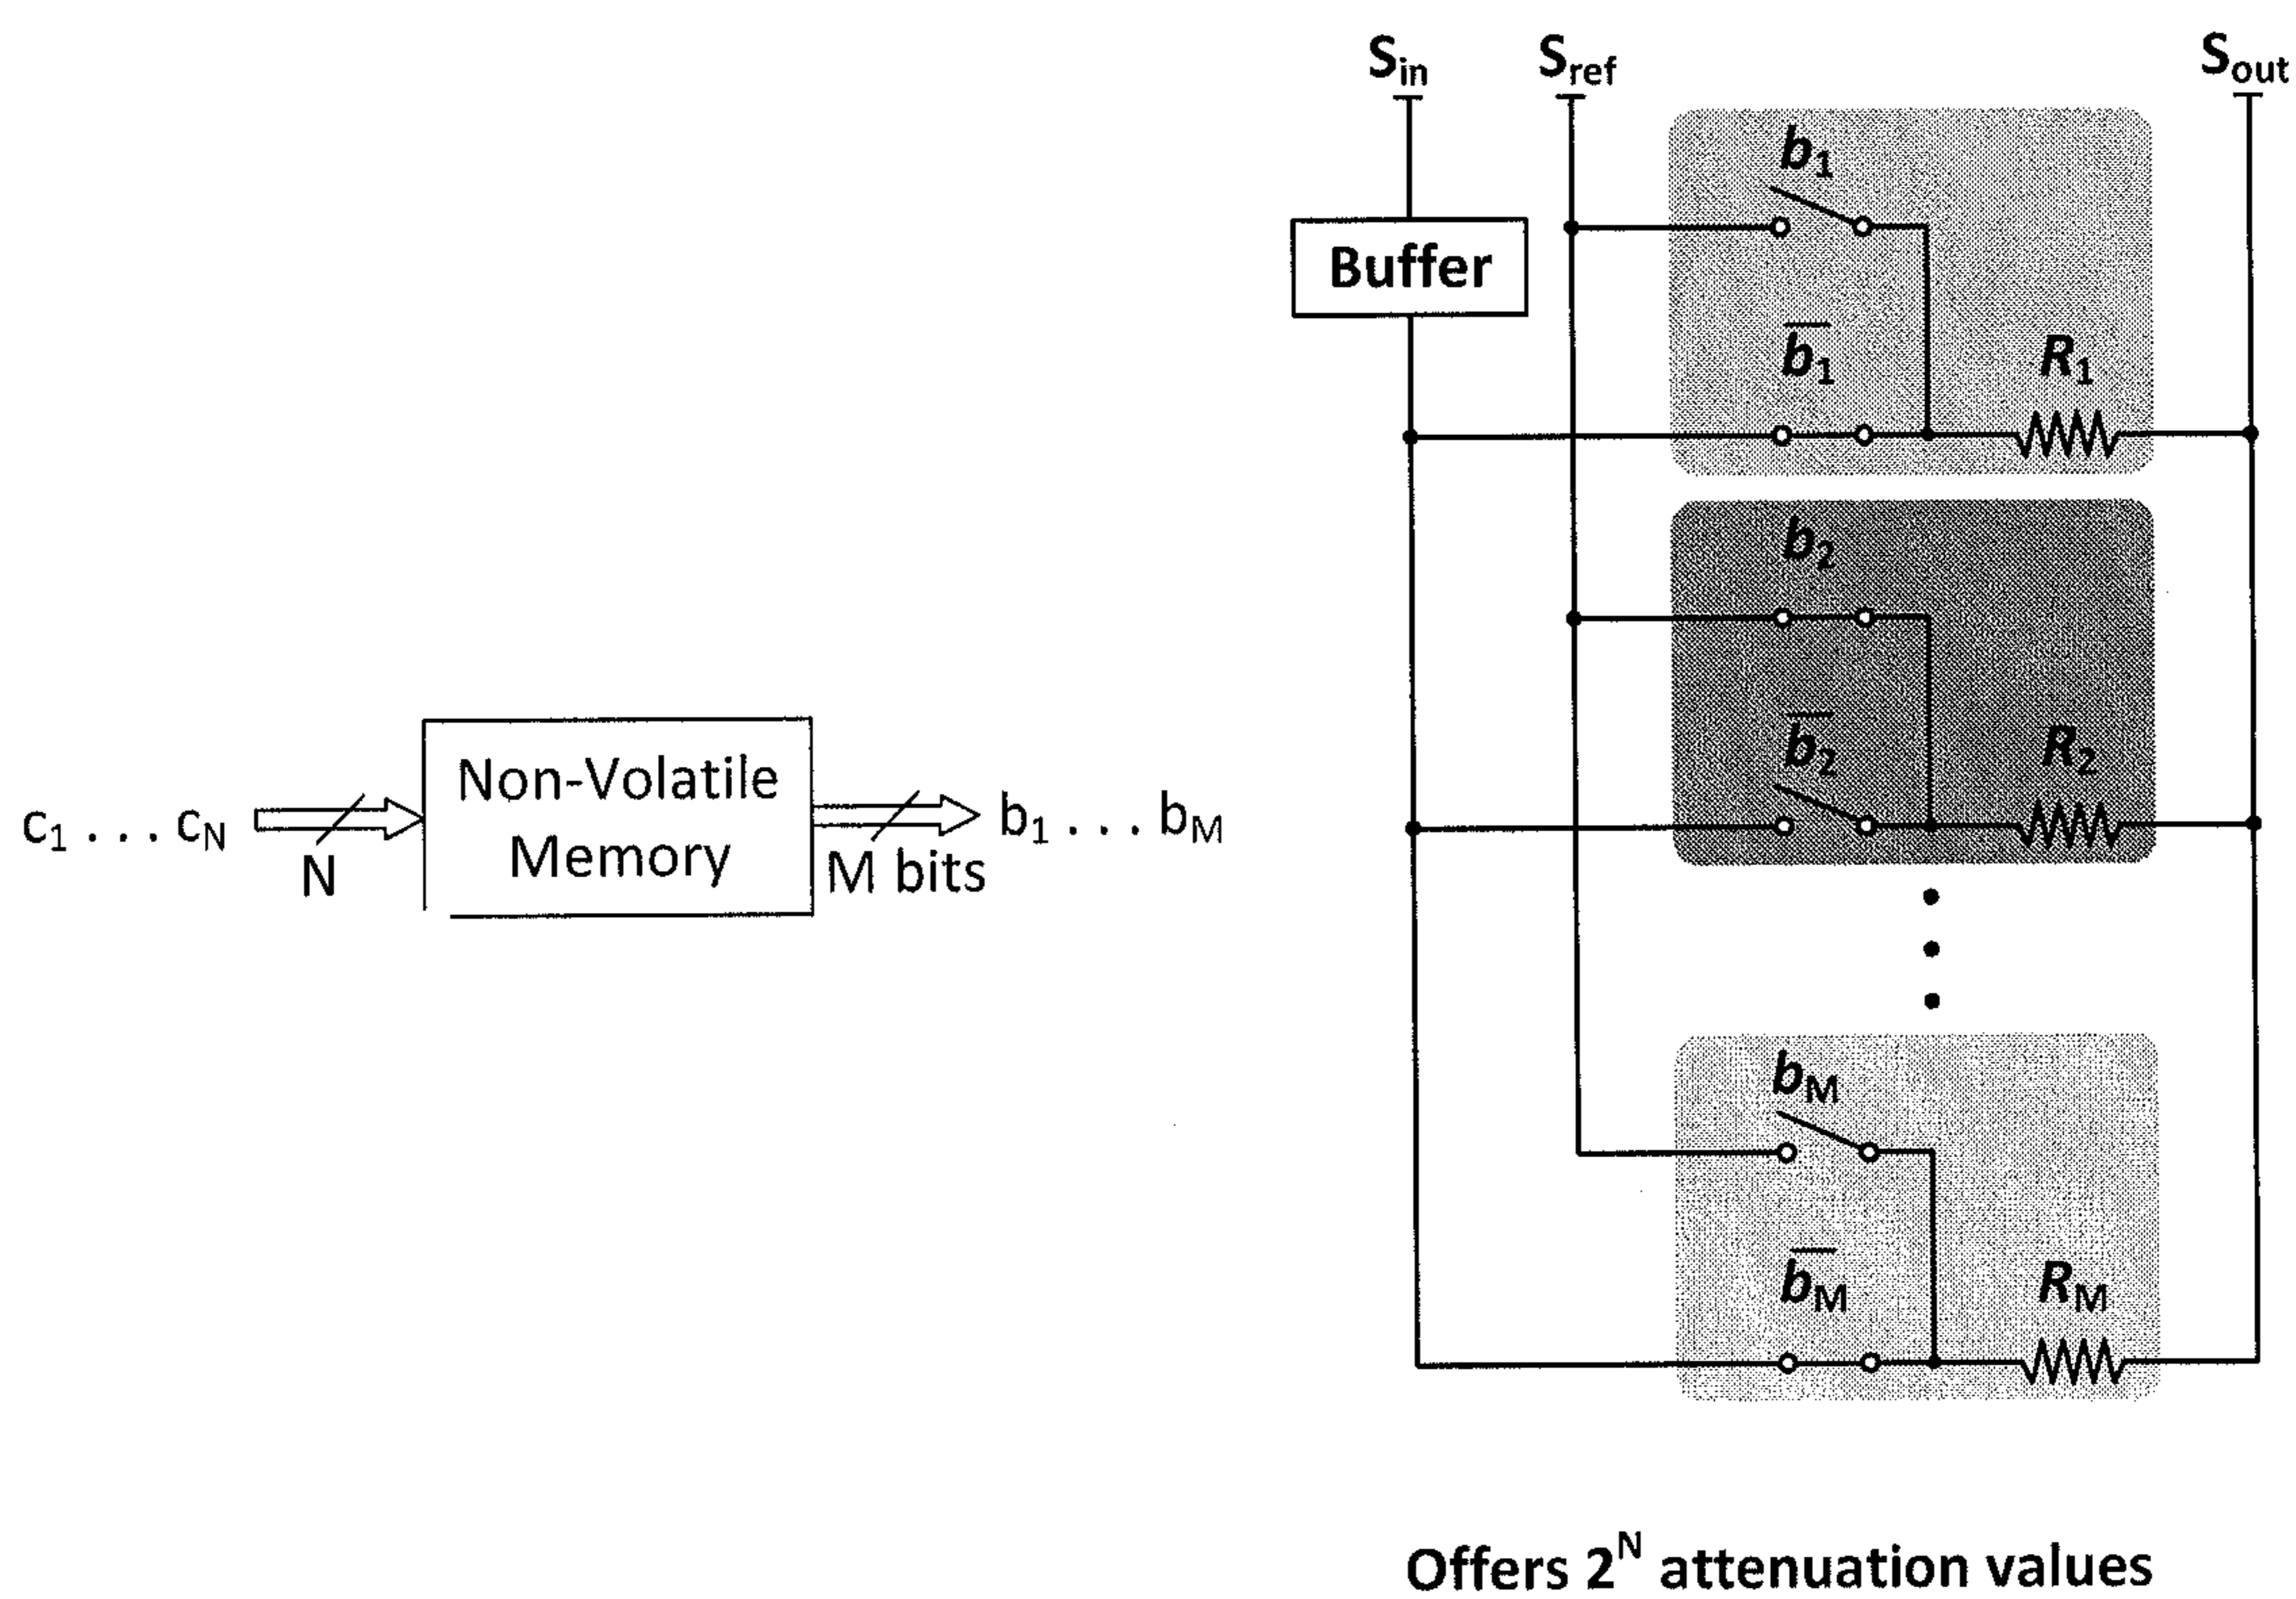 S_in S_ref S_out
b_1
Buffer
b̅_1 R_1
b_2
b̅_2 R_2
Non-Volatile
Memory
c_1 . . . c_N
N
M bits
b_1 . . . b_M
b_M
b̅_M R_M
Offers 2^N attenuation values